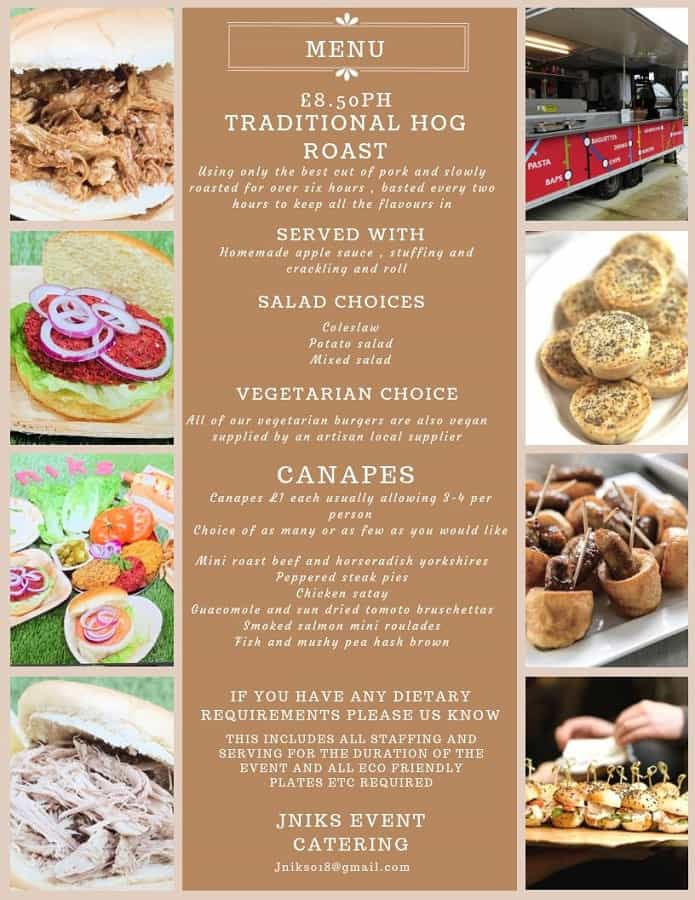 MENU
£8.50PH
TRADITIONAL HOG
ROAST
Using only the best cut of pork and slowly
roasted for over six hours , basted every two
hours to keep all the flavours in
SERVED WITH
Homemade apple sauce , stuffing and
crackling and roll
SALAD CHOICES
Coleslaw
Potato salad
Mixed salad
VEGETARIAN CHOICE
All of our vegetarian burgers are also vegan
supplied by an artisan local supplier
CANAPES
Canapes £1 each usually allowing 3-4 per
person
Choice of as many or as few as you would like
Mini roast beef and horseradish yorkshires
Peppered steak pies
Chicken satay
Guacomole and sun dried tomoto bruschettas
Smoked salmon mini roulades
Fish and mushy pea hash brown
IF YOU HAVE ANY DIETARY
REQUIREMENTS PLEASE US KNOW
THIS INCLUDES ALL STAFFING AND
SERVING FOR THE DURATION OF THE
EVENT AND ALL ECO FRIENDLY
PLATES ETC REQUIRED
JNIKS EVENT
CATERING
Jniks018@gmail.com
PASTA
BAPS
BAGUETTES
CHIPS
DRINKS